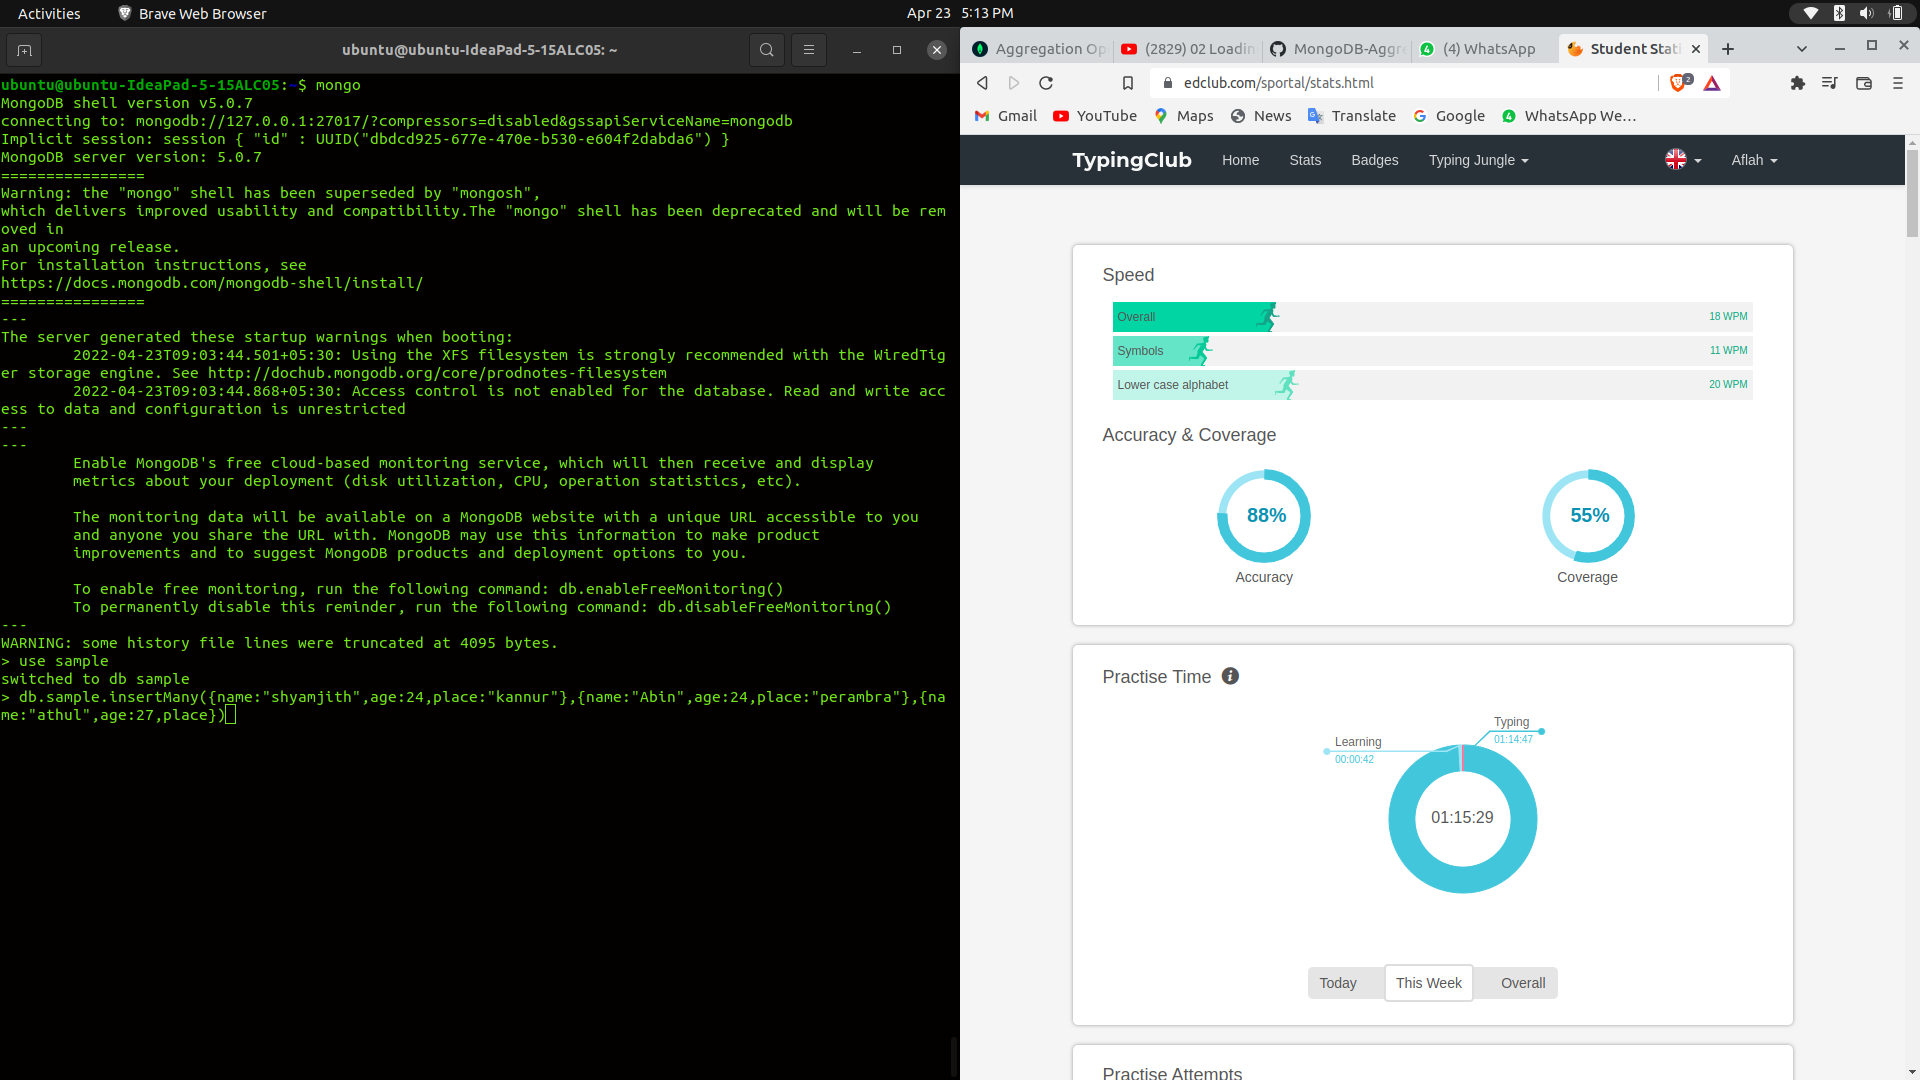 Activities
Brave Web Browser
Apr 23 5:13 PM
ubuntu@ubuntu-IdeaPad-5-15ALC05: ~
ubuntu@ubuntu-IdeaPad-5-15ALC05:~$ mongo
MongoDB shell version v5.0.7
connecting to: mongodb://127.0.0.1:27017/?compressors=disabled&gssapiServiceName=mongodb
Implicit session: session { "id" : UUID("dbdcd925-677e-470e-b530-e604f2dabda6") }
MongoDB server version: 5.0.7
================
Warning: the "mongo" shell has been superseded by "mongosh",
which delivers improved usability and compatibility.The "mongo" shell has been deprecated and will be rem
oved in
an upcoming release.
For installation instructions, see
https://docs.mongodb.com/mongodb-shell/install/
================
---
The server generated these startup warnings when booting:
2022-04-23T09:03:44.501+05:30: Using the XFS filesystem is strongly recommended with the WiredTig
er storage engine. See http://dochub.mongodb.org/core/prodnotes-filesystem
2022-04-23T09:03:44.868+05:30: Access control is not enabled for the database. Read and write acc
ess to data and configuration is unrestricted
---
---
Enable MongoDB's free cloud-based monitoring service, which will then receive and display
metrics about your deployment (disk utilization, CPU, operation statistics, etc).
The monitoring data will be available on a MongoDB website with a unique URL accessible to you
and anyone you share the URL with. MongoDB may use this information to make product
improvements and to suggest MongoDB products and deployment options to you.
To enable free monitoring, run the following command: db.enableFreeMonitoring()
To permanently disable this reminder, run the following command: db.disableFreeMonitoring()
---
WARNING: some history file lines were truncated at 4095 bytes.
> use sample
switched to db sample
> db.sample.insertMany({name:"shyamjith",age:24,place:"kannur"},{name:"Abin",age:24,place:"perambra"},{na
me:"athul",age:27,place})
Aggregation Op
(2829) 02 Loadin
MongoDB-Aggre
(4) WhatsApp
Student Stati
edclub.com/sportal/stats.html
2
Gmail
YouTube
Maps
News
Translate
Google
WhatsApp We…
TypingClub
Home
Stats
Badges
Typing Jungle
Aflah
Speed
Overall
18 WPM
Symbols
11 WPM
Lower case alphabet
20 WPM
Accuracy & Coverage
88%
55%
Accuracy
Coverage
Practise Time
Typing
01:14:47
Learning
00:00:42
01:15:29
Today
This Week
Overall
Practise Attempts